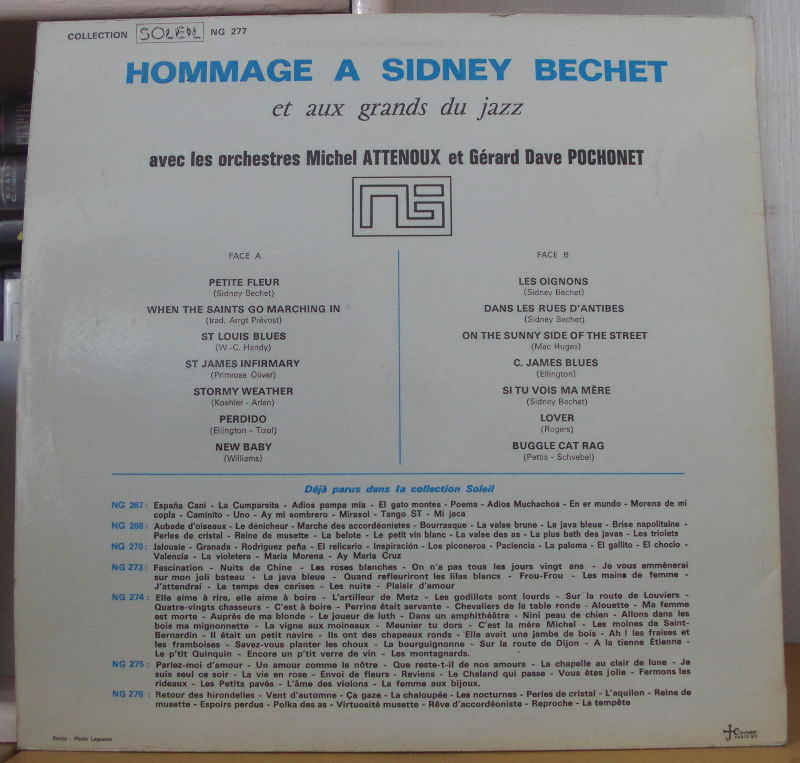 COLLECTION SOLEIL NG 277
HOMMAGE A SIDNEY BECHET
et aux grands du jazz
avec les orchestres Michel ATTENOUX et Gérard Dave POCHONET
FACE A
PETITE FLEUR
(Sidney Bechet)
WHEN THE SAINTS GO MARCHING IN
(trad. Arrgt Prévost)
ST LOUIS BLUES
(W.-C. Handy)
ST JAMES INFIRMARY
(Primrose Oliver)
STORMY WEATHER
(Koehler - Arlen)
PERDIDO
(Ellington - Tizol)
NEW BABY
(Williams)
FACE B
LES OIGNONS
(Sidney Bechet)
DANS LES RUES D'ANTIBES
(Sidney Bechet)
ON THE SUNNY SIDE OF THE STREET
(Mac Huges)
C. JAMES BLUES
(Ellington)
SI TU VOIS MA MÈRE
(Sidney Bechet)
LOVER
(Rogers)
BUGGLE CAT RAG
(Pettis - Schvebel)
Déjà parus dans la collection Soleil
NG 267 : España Cani - La Cumparsita - Adios pampa mia - El gato montes - Poema - Adios Muchachos - En er mundo - Morena de mi
copla - Caminito - Uno - Ay mi sombrero - Mirasol - Tango ST - Mi jaca
NG 268 : Aubade d'oiseaux - Le dénicheur - Marche des accordéonistes - Bourrasque - La valse brune - La java bleue - Brise napolitaine -
Perles de cristal - Reine de musette - La belote - Le petit vin blanc - La valse des as - La plus bath des javas - Les triolets
NG 270 : Jalousie - Granada - Rodriguez peña - El relicario - Inspiración - Los piconeros - Paciencia - La paloma - El gallito - El choclo -
Valencia - La violetera - Maria Morena - Ay Maria Cruz
NG 273 : Fascination - Nuits de Chine - Les roses blanches - On n'a pas tous les jours vingt ans - Je vous emmènerai
sur mon joli bateau - La java bleue - Quand refleuriront les lilas blancs - Frou-Frou - Les mains de femme -
J'attendrai - Le temps des cerises - Les nuits - Plaisir d'amour
NG 274 : Elle aime à rire, elle aime à boire - L'artilleur de Metz - Les godillots sont lourds - Sur la route de Louviers -
Quatre-vingts chasseurs - C'est à boire - Perrine était servante - Chevaliers de la table ronde - Alouette - Ma femme
est morte - Auprès de ma blonde - Le joueur de luth - Dans un amphithéâtre - Nini peau de chien - Allons dans les
bois ma mignonnette - La vigne aux moineaux - Meunier tu dors - C'est la mère Michel - Les moines de Saint-
Bernardin - Il était un petit navire - Ils ont des chapeaux ronds - Elle avait une jambe de bois - Ah ! les fraises et
les framboises - Savez-vous planter les choux - La bourguignonne - Sur la route de Dijon - A la tienne Étienne -
Le p'tit Quinquin - Encore un p'tit verre de vin - Les montagnards.
NG 275 : Parlez-moi d'amour - Un amour comme le nôtre - Que reste-t-il de nos amours - La chapelle au clair de lune - Je
suis seul ce soir - La vie en rose - Envoi de fleurs - Reviens - Le Chaland qui passe - Vous êtes jolie - Fermons les
rideaux - Les Petits pavés - L'âme des violons - La femme aux bijoux.
NG 276 : Retour des hirondelles - Vent d'automne - Ça gaze - La chaloupée - Les nocturnes - Perles de cristal - L'aquilon - Reine de
musette - Espoirs perdus - Polka des as - Virtuosité musette - Rêve d'accordéoniste - Reproche - La tempête
Recto : Photo Laguens